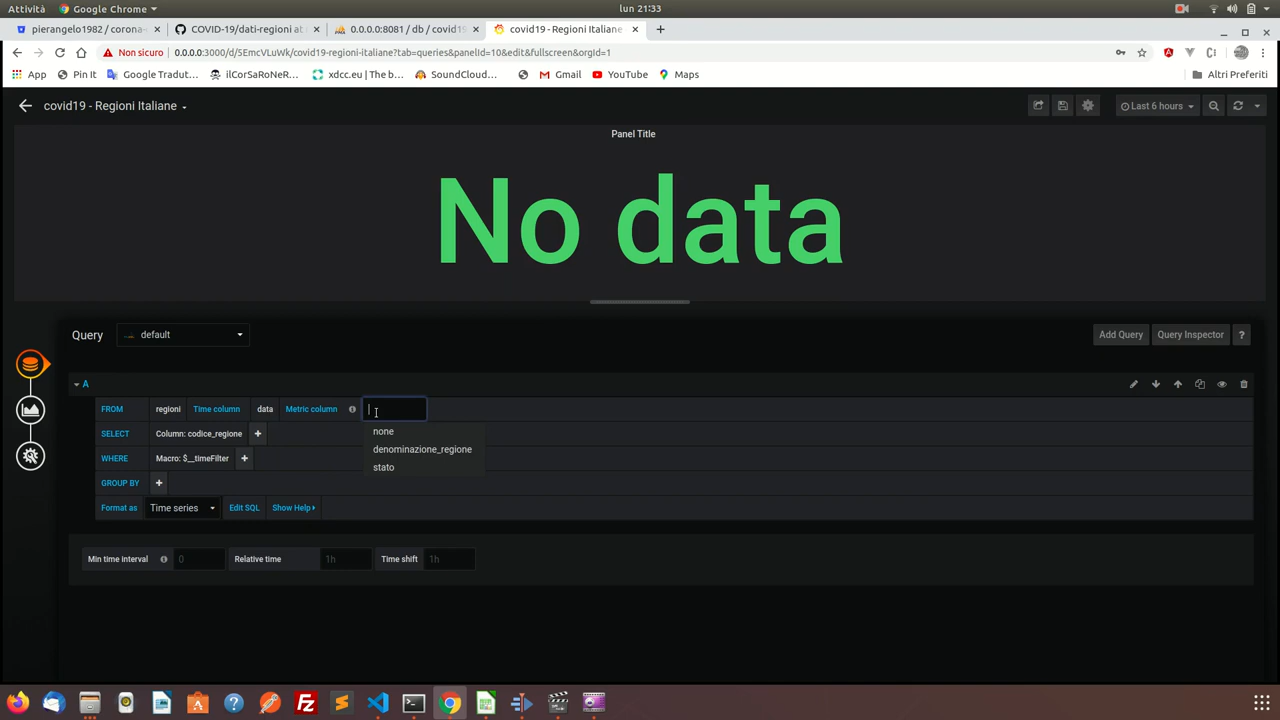 Attività Google Chrome lun 21:33
pierangelo1982 / corona- COVID-19/dati-regioni at 0.0.0.0:8081 / db / covid19 covid19 - Regioni Italiane
Non sicuro 0.0.0.0:3000/d/5EmcVLuWk/covid19-regioni-italiane?tab=queries&panelId=10&edit&fullscreen&orgId=1
App Pin It Google Tradut... ilCorSaRoNeR... xdcc.eu | The b... SoundCloud... Gmail YouTube Maps Altri Preferiti
covid19 - Regioni Italiane Last 6 hours
Panel Title
No data
Query default Add Query Query Inspector ?
A
FROM regioni Time column data Metric column
none
SELECT Column: codice_regione +
denominazione_regione
WHERE Macro: $__timeFilter +
stato
GROUP BY +
Format as Time series Edit SQL Show Help
Min time interval 0 Relative time 1h Time shift 1h